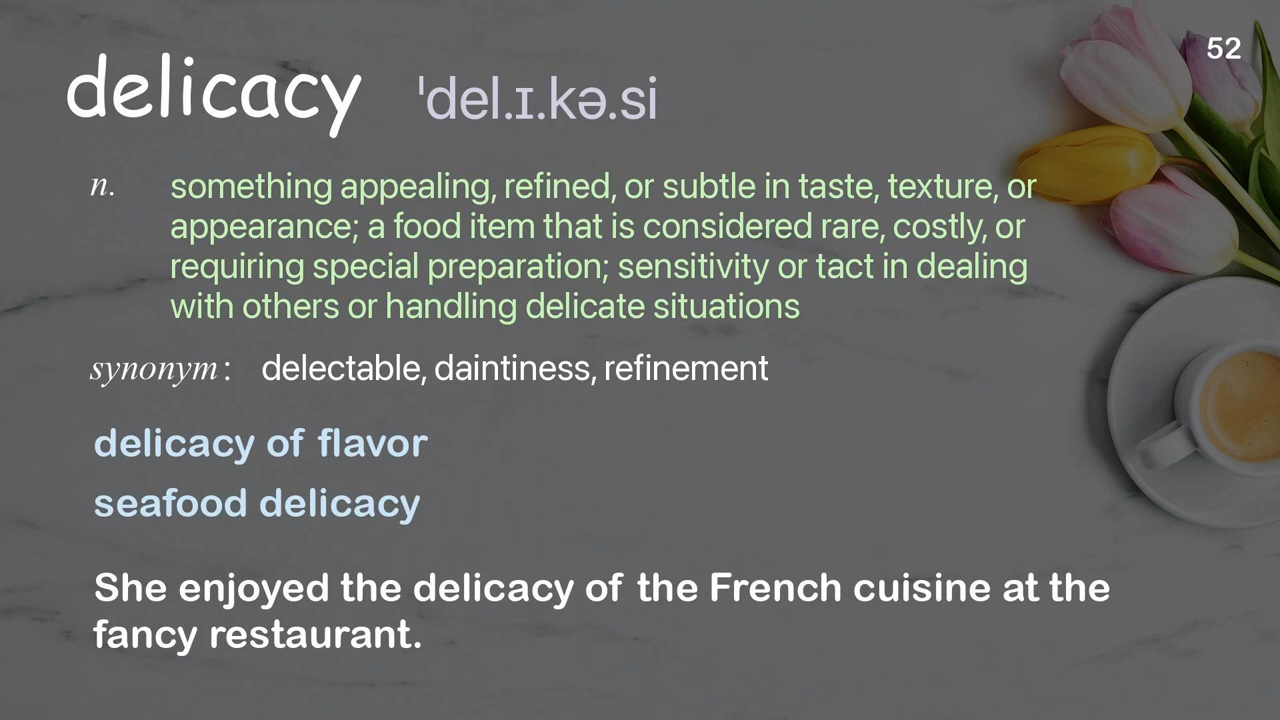 52
delicacy ˈdel.ɪ.kə.si
n. something appealing, refined, or subtle in taste, texture, or
appearance; a food item that is considered rare, costly, or
requiring special preparation; sensitivity or tact in dealing
with others or handling delicate situations
synonym: delectable, daintiness, refinement
delicacy of flavor
seafood delicacy
She enjoyed the delicacy of the French cuisine at the
fancy restaurant.